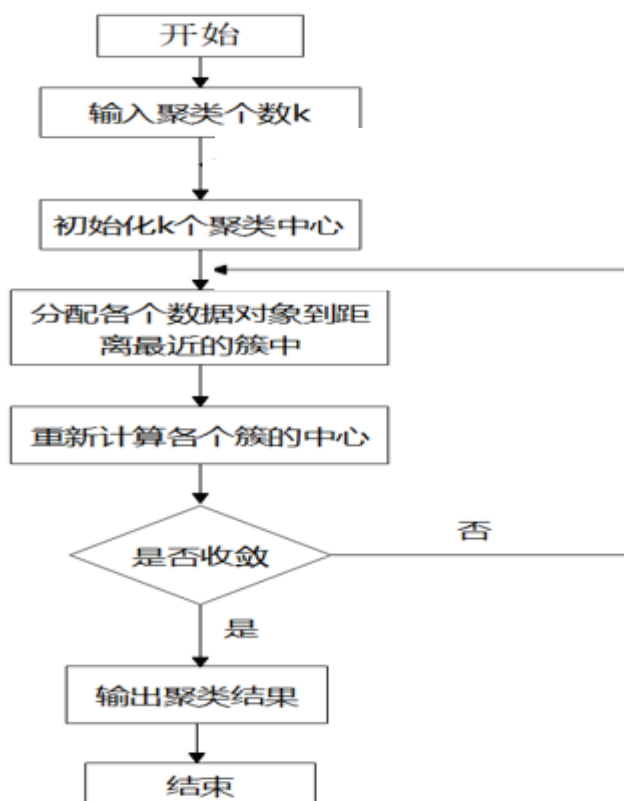 开始
输入聚类个数k
初始化k个聚类中心
分配各个数据对象到距
离最近的簇中
重新计算各个簇的中心
是否收敛
否
是
输出聚类结果
结束